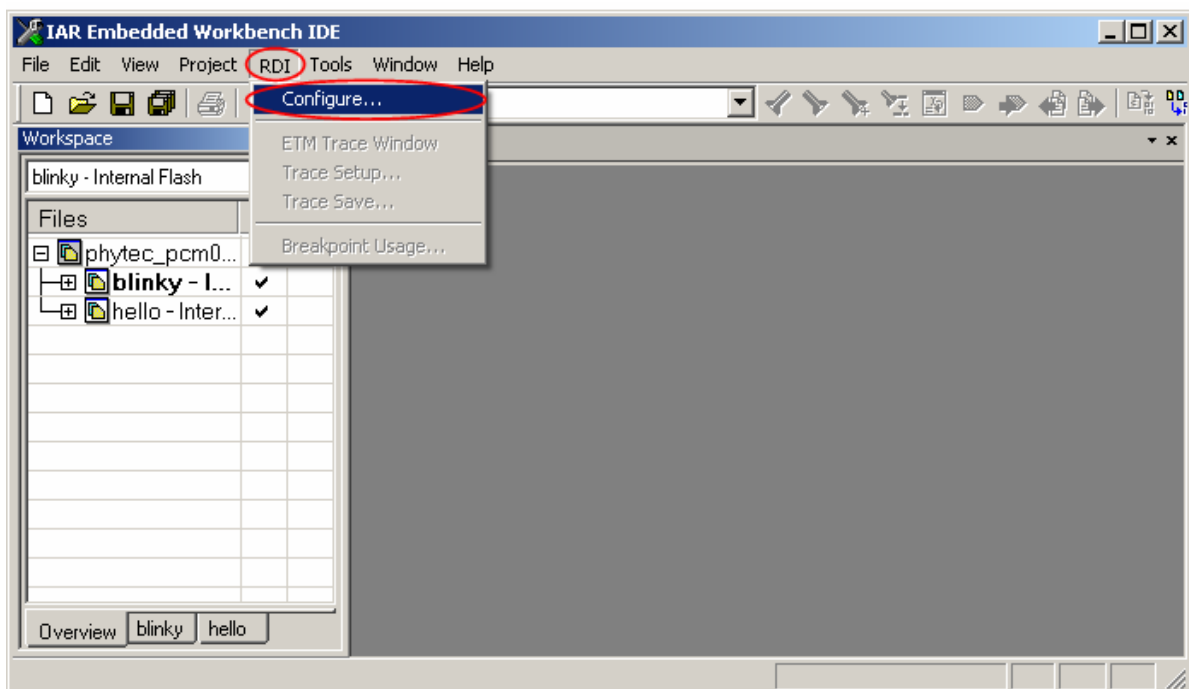 IAR Embedded Workbench IDE
File Edit View Project RDI Tools Window Help
Configure...
Workspace
ETM Trace Window
blinky - Internal Flash
Trace Setup...
Trace Save...
Files
Breakpoint Usage...
phytec_pcm0...
blinky - I...
hello - Inter...
Overview blinky hello